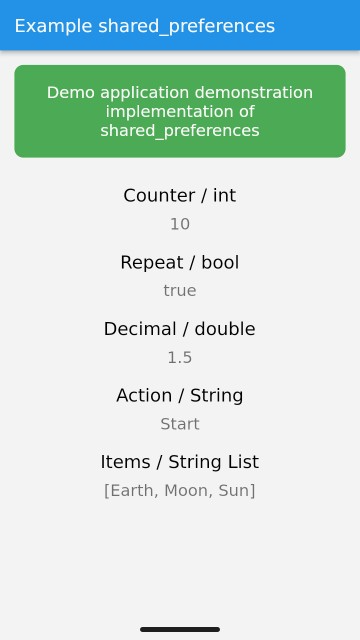 Example shared_preferences
Demo application demonstration
implementation of
shared_preferences
Counter / int
10
Repeat / bool
true
Decimal / double
1.5
Action / String
Start
Items / String List
[Earth, Moon, Sun]